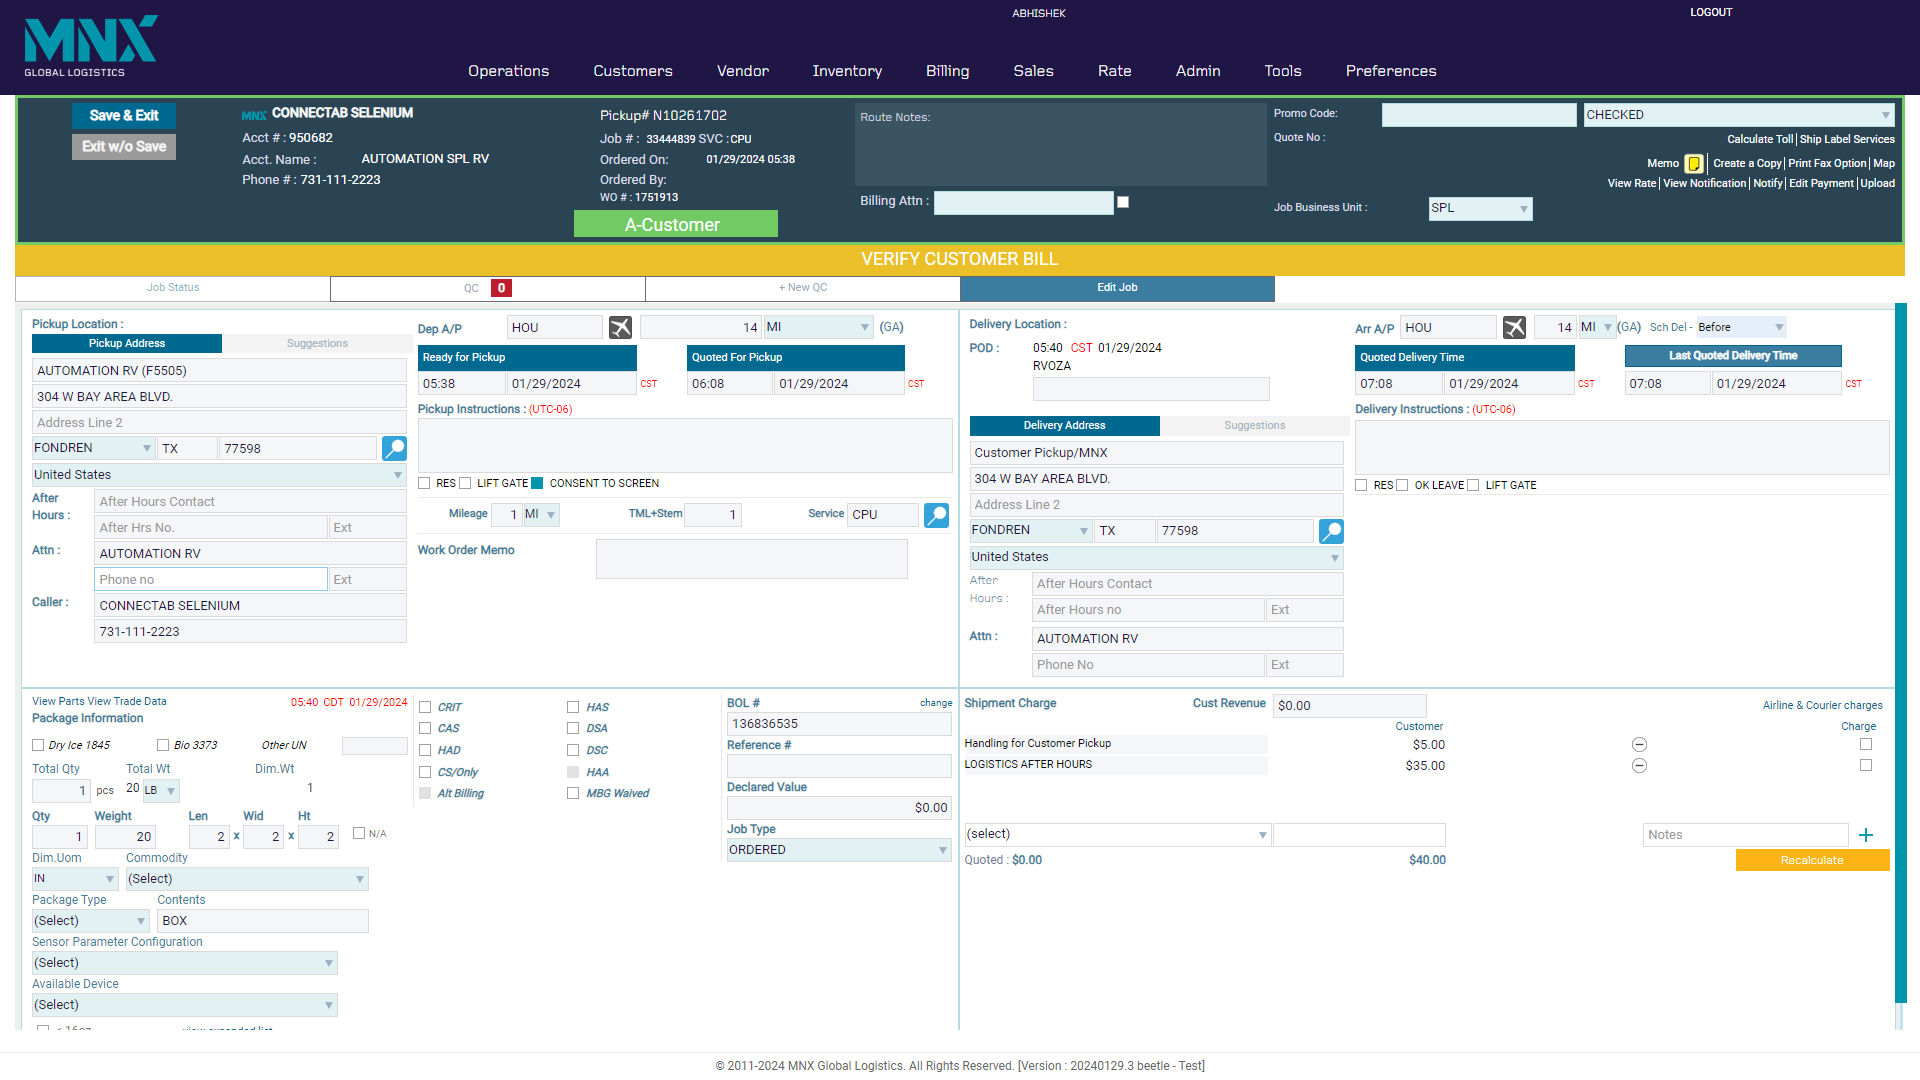 MNX
GLOBAL LOGISTICS
ABHISHEK
LOGOUT
Operations Customers Vendor Inventory Billing Sales Rate Admin Tools Preferences
Save & Exit
Exit w/o Save
MNX CONNECTAB SELENIUM
Acct # : 950682
Acct. Name : AUTOMATION SPL RV
Phone # : 731-111-2223
Pickup# N10261702
Job # : 33444839 SVC : CPU
Ordered On: 01/29/2024 05:38
Ordered By:
WO # : 1751913
A-Customer
Route Notes:
Billing Attn :
Promo Code: CHECKED
Quote No :
Calculate Toll | Ship Label Services
Memo | Create a Copy | Print Fax Option | Map
View Rate | View Notification | Notify | Edit Payment | Upload
Job Business Unit : SPL
VERIFY CUSTOMER BILL
Job Status QC 0 + New QC Edit Job
Pickup Location :
Pickup Address Suggestions
AUTOMATION RV (F5505)
304 W BAY AREA BLVD.
Address Line 2
FONDREN TX 77598
United States
After Hours : After Hours Contact
After Hrs No. Ext
Attn : AUTOMATION RV
Phone no Ext
Caller : CONNECTAB SELENIUM
731-111-2223
Dep A/P HOU 14 MI (GA)
Ready for Pickup Quoted For Pickup
05:38 01/29/2024 CST 06:08 01/29/2024 CST
Pickup Instructions : (UTC-06)
RES LIFT GATE CONSENT TO SCREEN
Mileage 1 MI TML+Stem 1 Service CPU
Work Order Memo
Delivery Location :
POD : 05:40 CST 01/29/2024
RVOZA
Delivery Address Suggestions
Customer Pickup/MNX
304 W BAY AREA BLVD.
Address Line 2
FONDREN TX 77598
United States
After Hours : After Hours Contact
After Hours no Ext
Attn : AUTOMATION RV
Phone No Ext
Arr A/P HOU 14 MI (GA) Sch Del - Before
Quoted Delivery Time Last Quoted Delivery Time
07:08 01/29/2024 CST 07:08 01/29/2024 CST
Delivery Instructions : (UTC-06)
RES OK LEAVE LIFT GATE
View Parts View Trade Data 05:40 CDT 01/29/2024
Package Information
Dry Ice 1845 Bio 3373 Other UN
Total Qty Total Wt Dim.Wt
1 pcs 20 LB 1
Qty Weight Len Wid Ht
1 20 2 x 2 x 2 N/A
Dim.Uom Commodity
IN (Select)
Package Type Contents
(Select) BOX
Sensor Parameter Configuration
(Select)
Available Device
(Select)
CRIT HAS
CAS DSA
HAD DSC
CS/Only HAA
Alt Billing MBG Waived
BOL # change
136836535
Reference #
Declared Value
$0.00
Job Type
ORDERED
Shipment Charge Cust Revenue $0.00 Airline & Courier charges
Customer Charge
Handling for Customer Pickup $5.00
LOGISTICS AFTER HOURS $35.00
(select) Notes +
Quoted : $0.00 $40.00 Recalculate
© 2011-2024 MNX Global Logistics. All Rights Reserved. [Version : 20240129.3 beetle - Test]